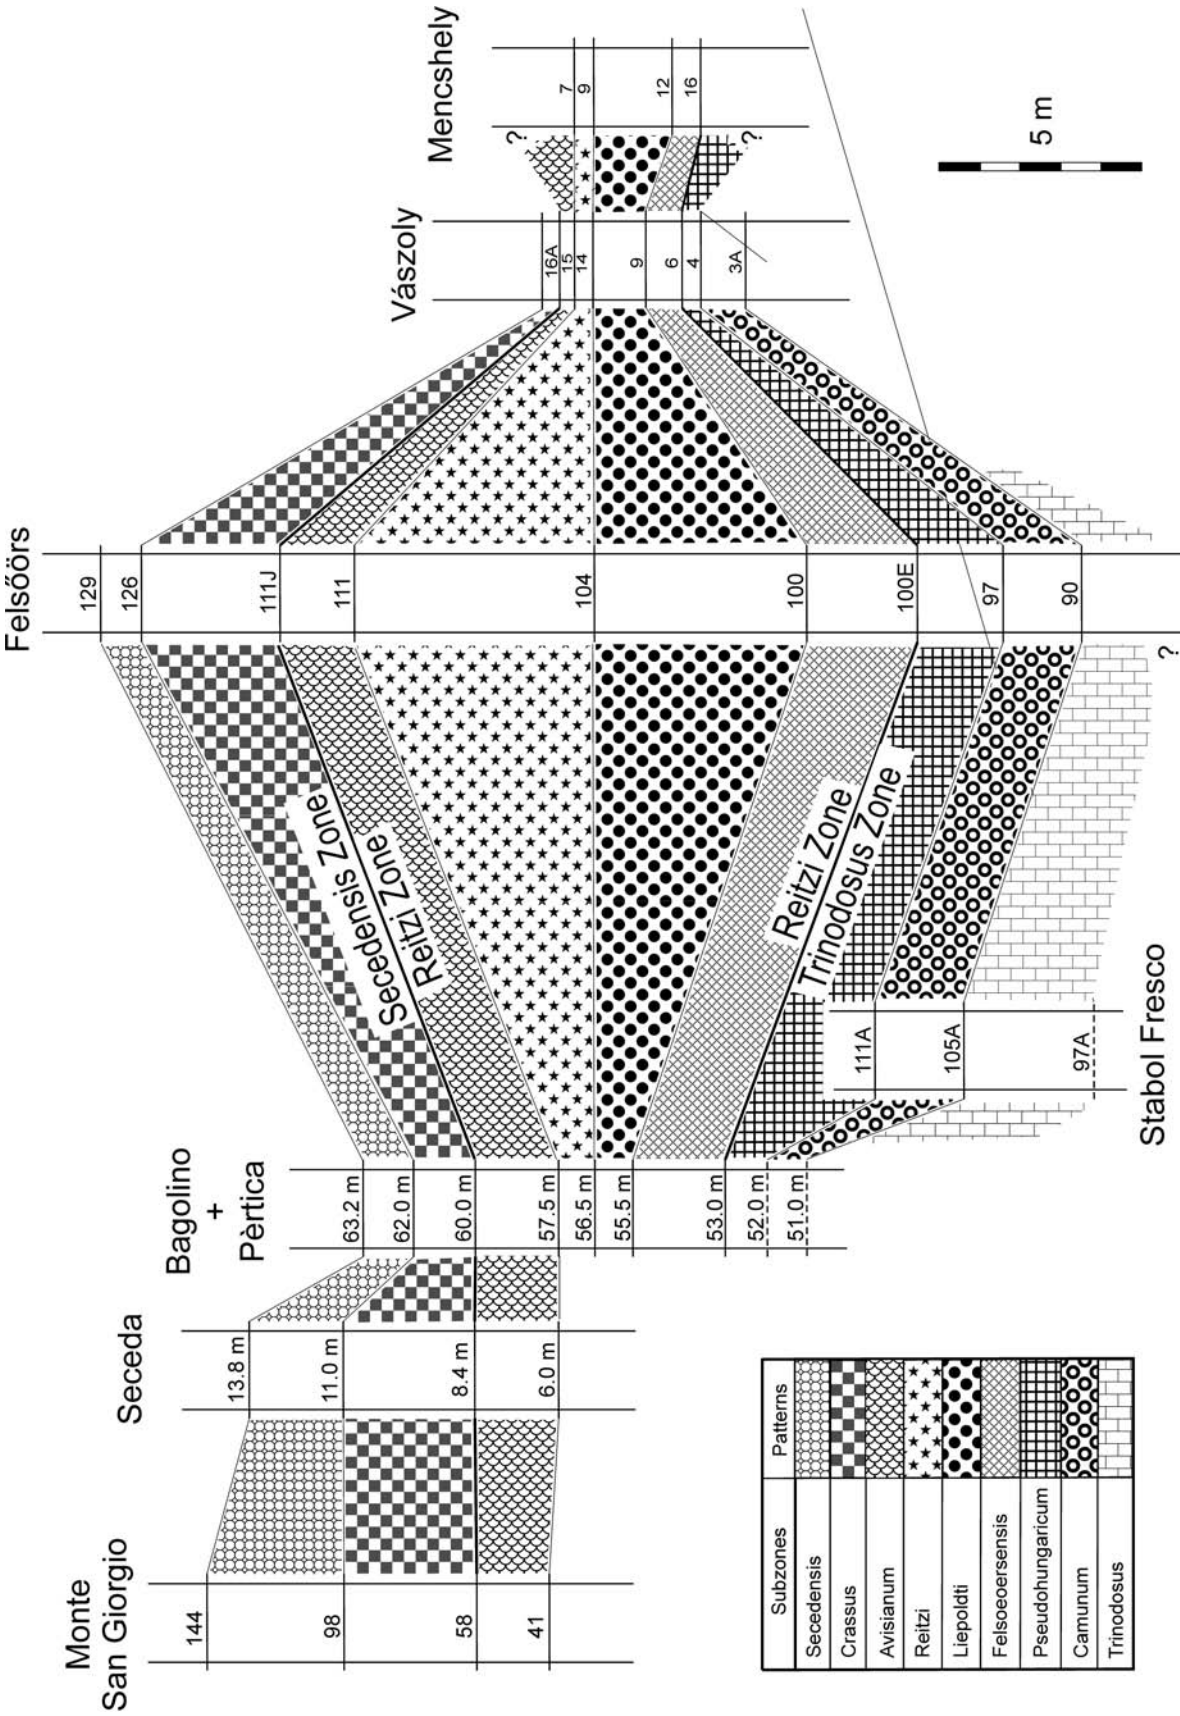 Monte
San Giorgio
144
98
58
41
Seceda
13.8 m
11.0 m
8.4 m
6.0 m
Bagolino
+
Pèrtica
63.2 m
62.0 m
60.0 m
57.5 m
56.5 m
55.5 m
53.0 m
52.0 m
51.0 m
Stabol Fresco
111A
105A
97A
Secedensis Zone
Reitzi Zone
Reitzi Zone
Trinodosus Zone
?
Felsőörs
129
126
111J
111
104
100
100E
97
90
Vászoly
16A
15
14
9
6
4
3A
Mencshely
?
7
9
12
16
?
5 m
Subzones
Patterns
Secedensis
Crassus
Avisianum
Reitzi
Liepoldti
Felsoeoersensis
Pseudohungaricum
Camunum
Trinodosus